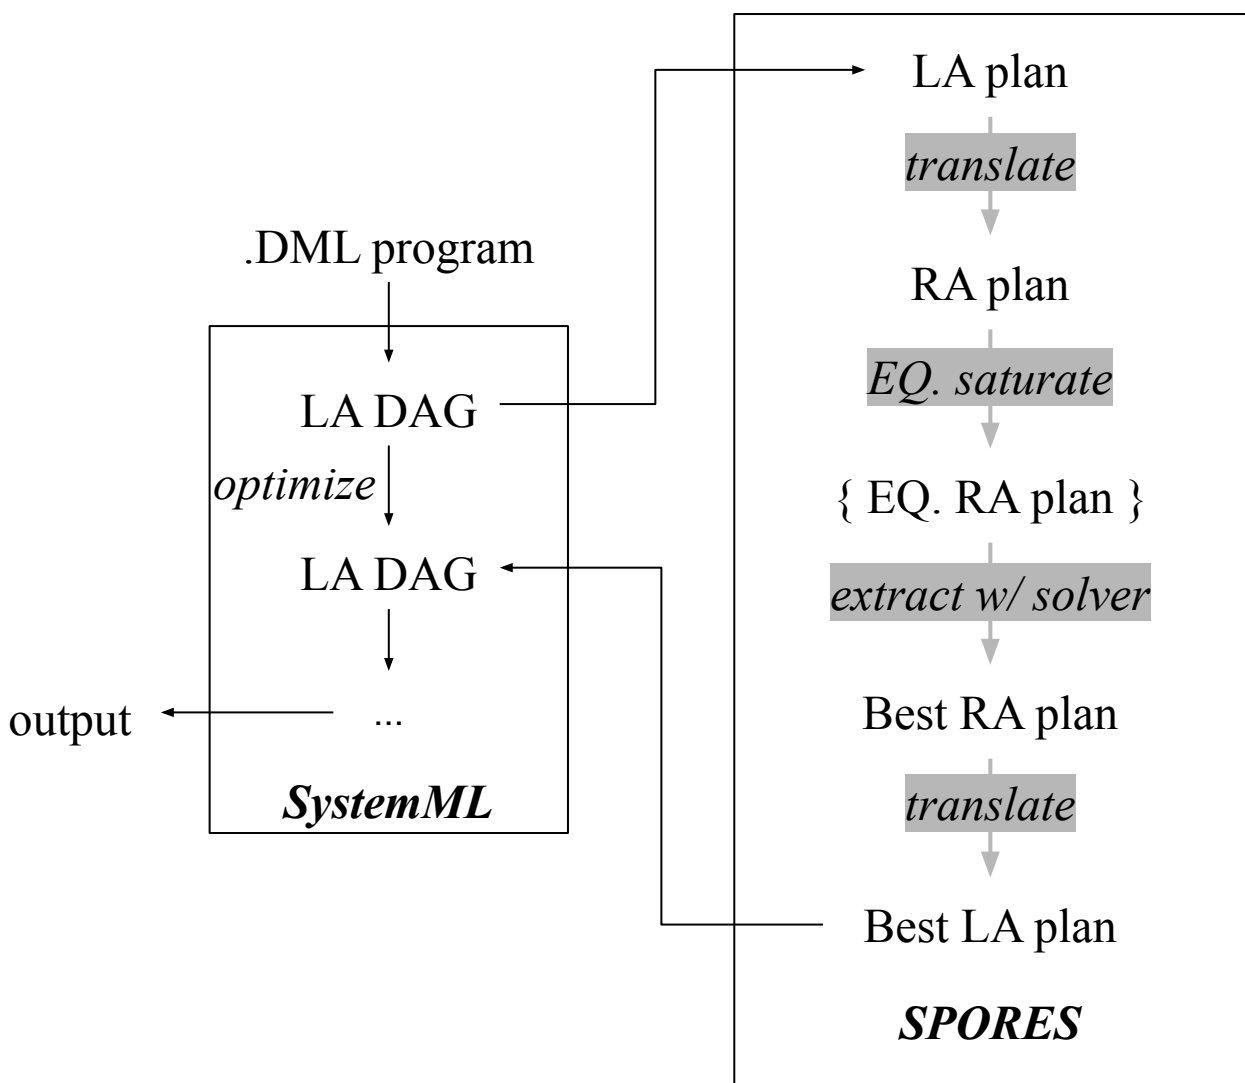 .DML program
LA DAG
optimize
LA DAG
...
output
SystemML
LA plan
translate
RA plan
EQ. saturate
{ EQ. RA plan }
extract w/ solver
Best RA plan
translate
Best LA plan
SPORES